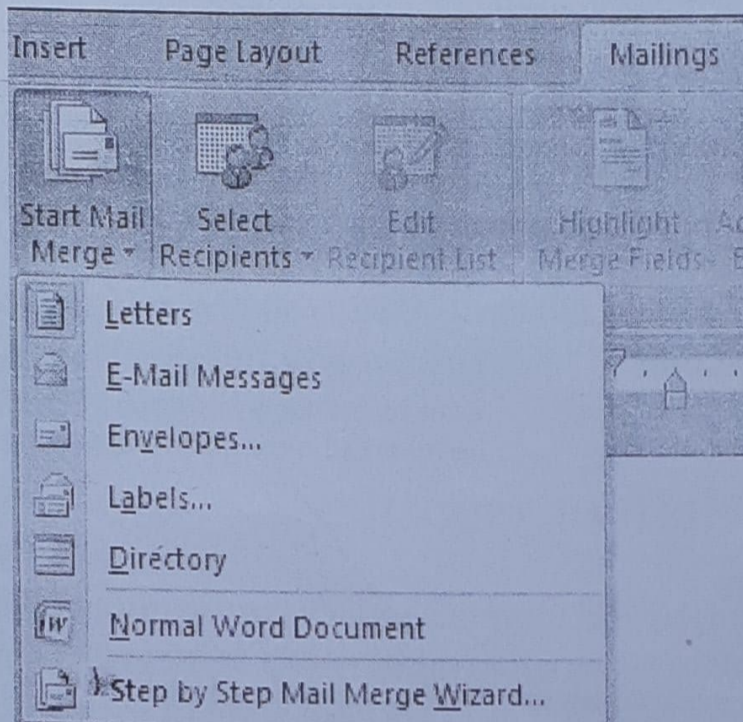 Insert Page Layout References Mailings
Start Mail Select Edit Highlight
Merge Recipients Recipient List Merge Fields
Letters
E-Mail Messages
Envelopes...
Labels...
Directory
Normal Word Document
Step by Step Mail Merge Wizard...